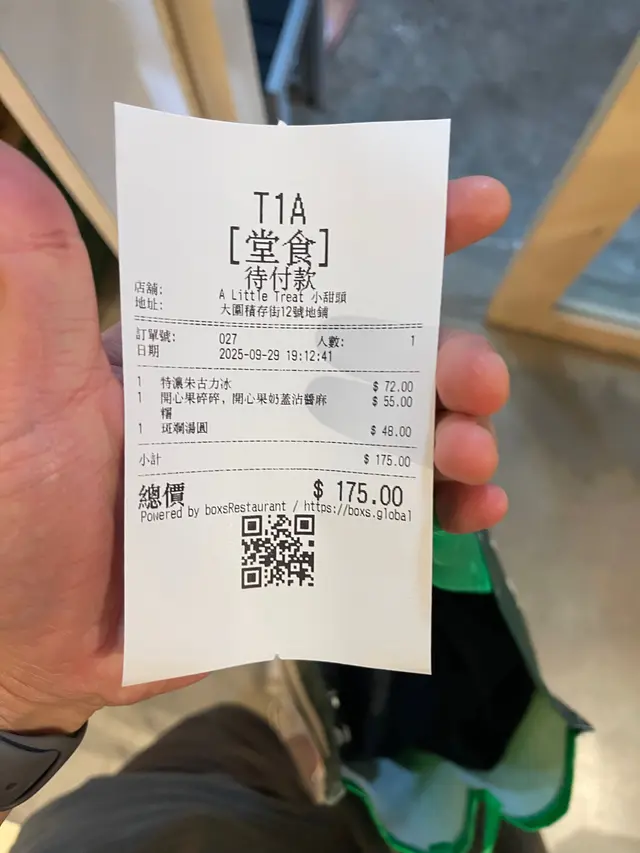 T1A
[堂食]
待付款
店舖: A Little Treat 小甜頭
地址: 大圍積存街12號地鋪
訂單號: 027 人數: 1
日期 2025-09-29 19:12:41
1 特濃朱古力冰 $ 72.00
1 開心果碎碎, 開心果奶蓋沾醬麻 $ 55.00
糬
1 斑斕湯圓 $ 48.00
小計 $ 175.00
總價 $ 175.00
Powered by boxsRestaurant / https://boxs.global